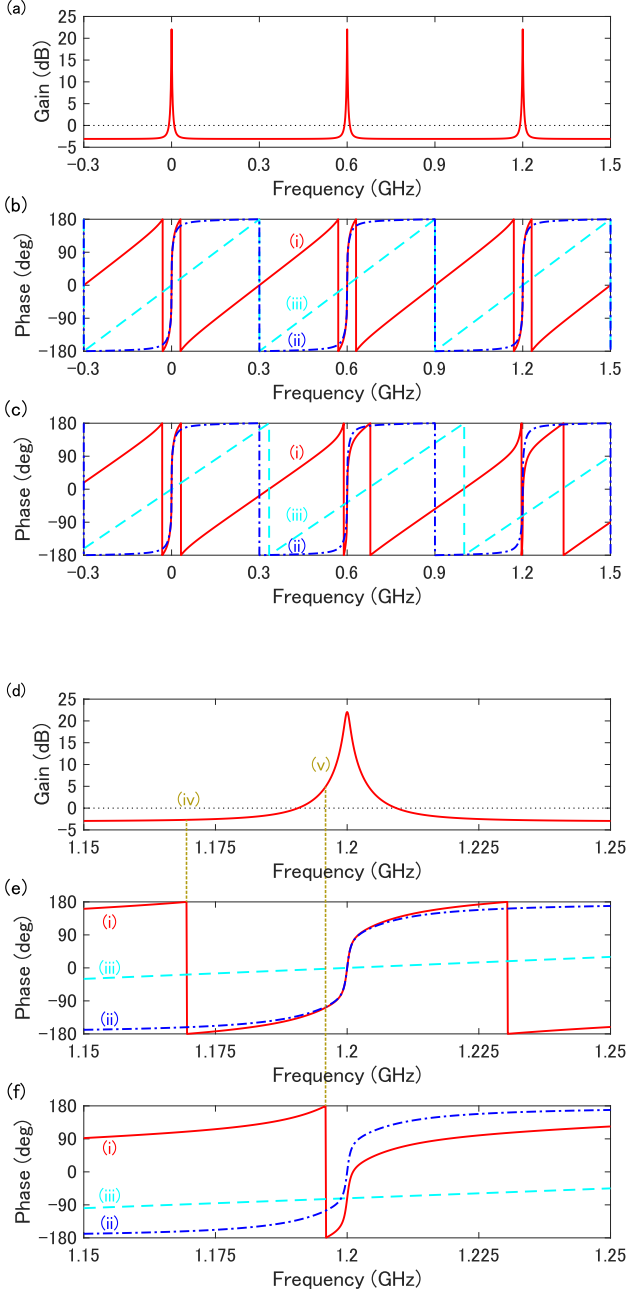 (a)
25
20
15
10
5
0
−5
Gain (dB)
−0.3 0 0.3 0.6 0.9 1.2 1.5
Frequency (GHz)
(b)
180
90
0
−90
−180
Phase (deg)
(i)
(iii)
(ii)
−0.3 0 0.3 0.6 0.9 1.2 1.5
Frequency (GHz)
(c)
180
90
0
−90
−180
Phase (deg)
(i)
(iii)
(ii)
−0.3 0 0.3 0.6 0.9 1.2 1.5
Frequency (GHz)
(d)
25
20
15
10
5
0
−5
Gain (dB)
(v)
(iv)
1.15 1.175 1.2 1.225 1.25
Frequency (GHz)
(e)
180
90
0
−90
−180
Phase (deg)
(i)
(iii)
(ii)
1.15 1.175 1.2 1.225 1.25
Frequency (GHz)
(f)
180
90
0
−90
−180
Phase (deg)
(i)
(iii)
(ii)
1.15 1.175 1.2 1.225 1.25
Frequency (GHz)